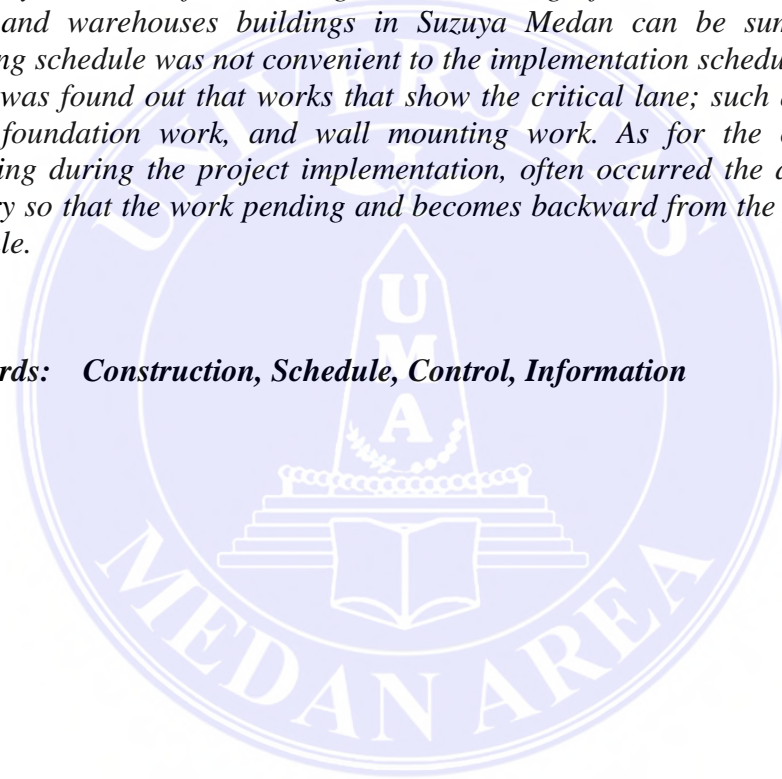 and warehouses buildings in Suzuya Medan can be
ng schedule was not convenient to the implementation
was found out that works that show the critical lane; such
foundation work, and wall mounting work. As for the
ing during the project implementation, often occurred the
ry so that the work pending and becomes backward from the
le.
rds: Construction, Schedule, Control, Information
UNIVERSITAS
UMA
MEDAN AREA